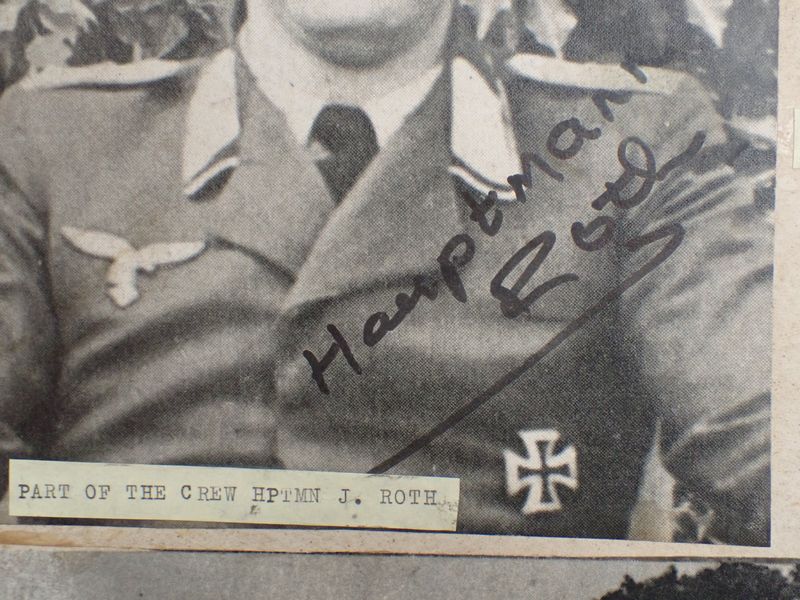 Hauptmann
Roth
PART OF THE CREW HPTMN J. ROTH